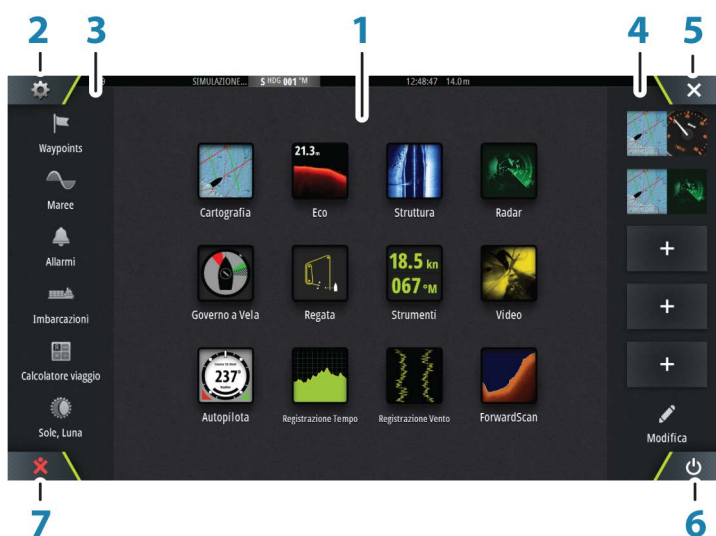 2 3 1 4 5
9 SIMULAZIONE... S HDG 001 °M 12:48:47 14.0 m
Waypoints
Maree
Allarmi
Imbarcazioni
Calcolatore viaggio
Sole, Luna
21.3
Cartografia Eco Struttura Radar
18.5 kn
067 °M
Governo a Vela Regata Strumenti Video
237°
Autopilota Registrazione Tempo Registrazione Vento ForwardScan
+
+
+
Modifica
7 6